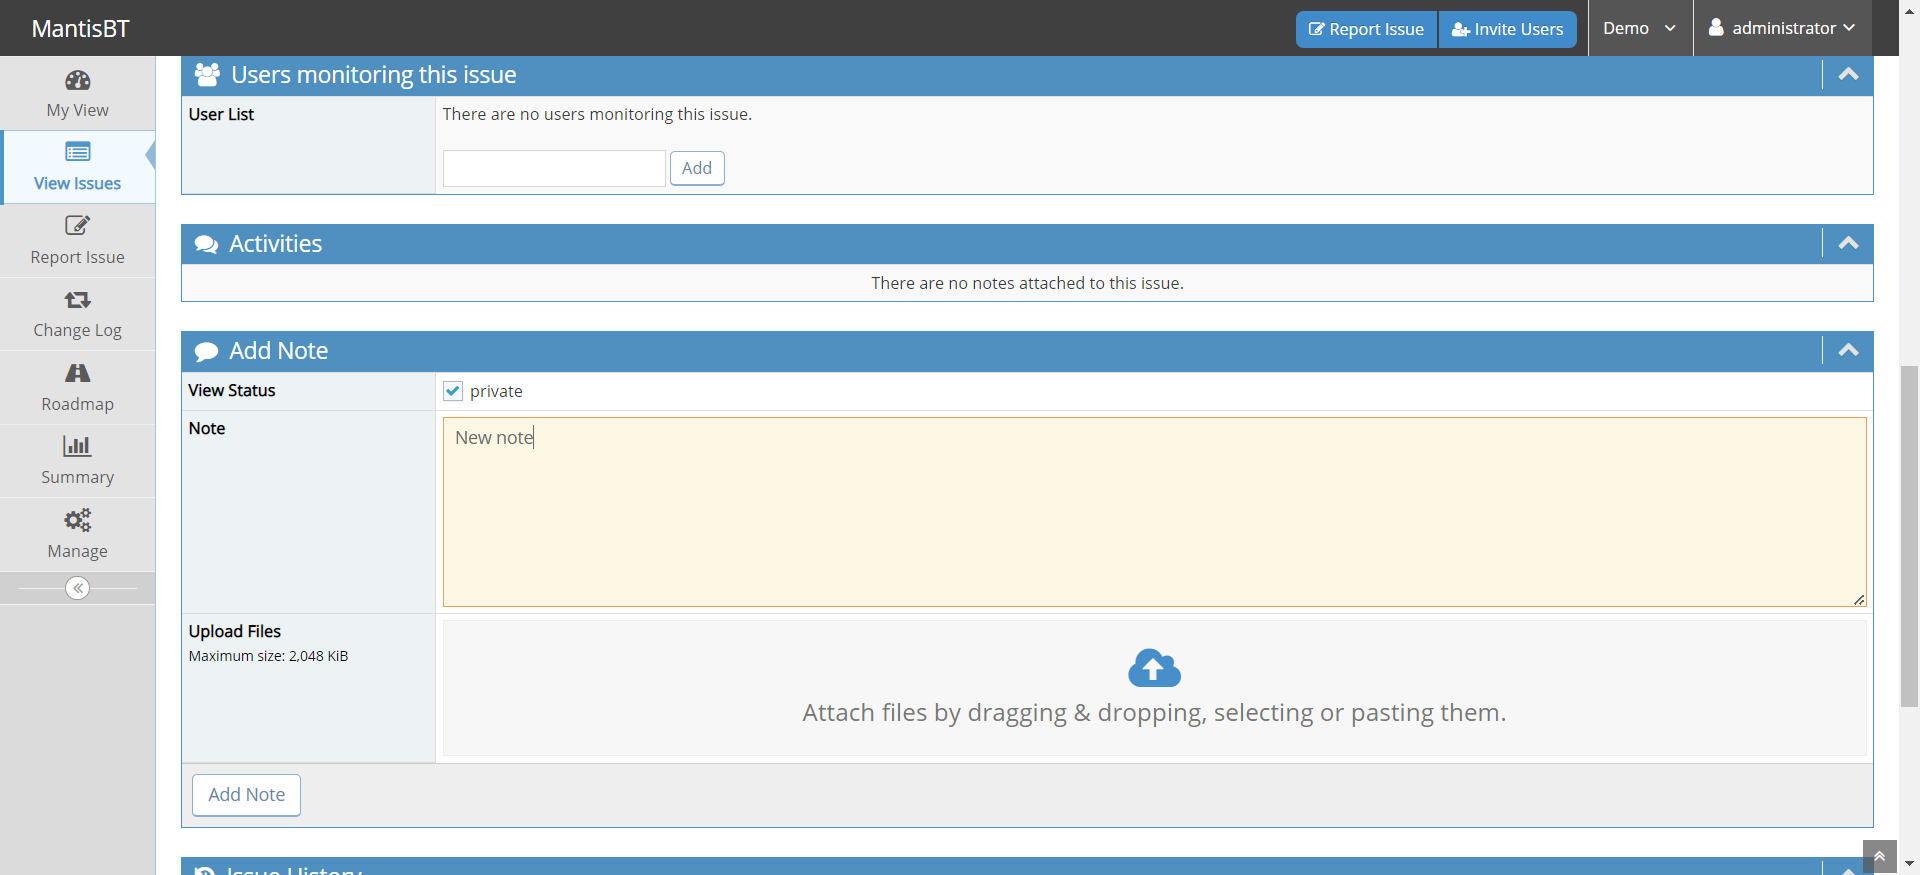 MantisBT
Report Issue
Invite Users
Demo
administrator
My View
View Issues
Report Issue
Change Log
Roadmap
Summary
Manage
Users monitoring this issue
User List
There are no users monitoring this issue.
Add
Activities
There are no notes attached to this issue.
Add Note
View Status
private
Note
New note
Upload Files
Maximum size: 2,048 KiB
Attach files by dragging & dropping, selecting or pasting them.
Add Note
Issue History